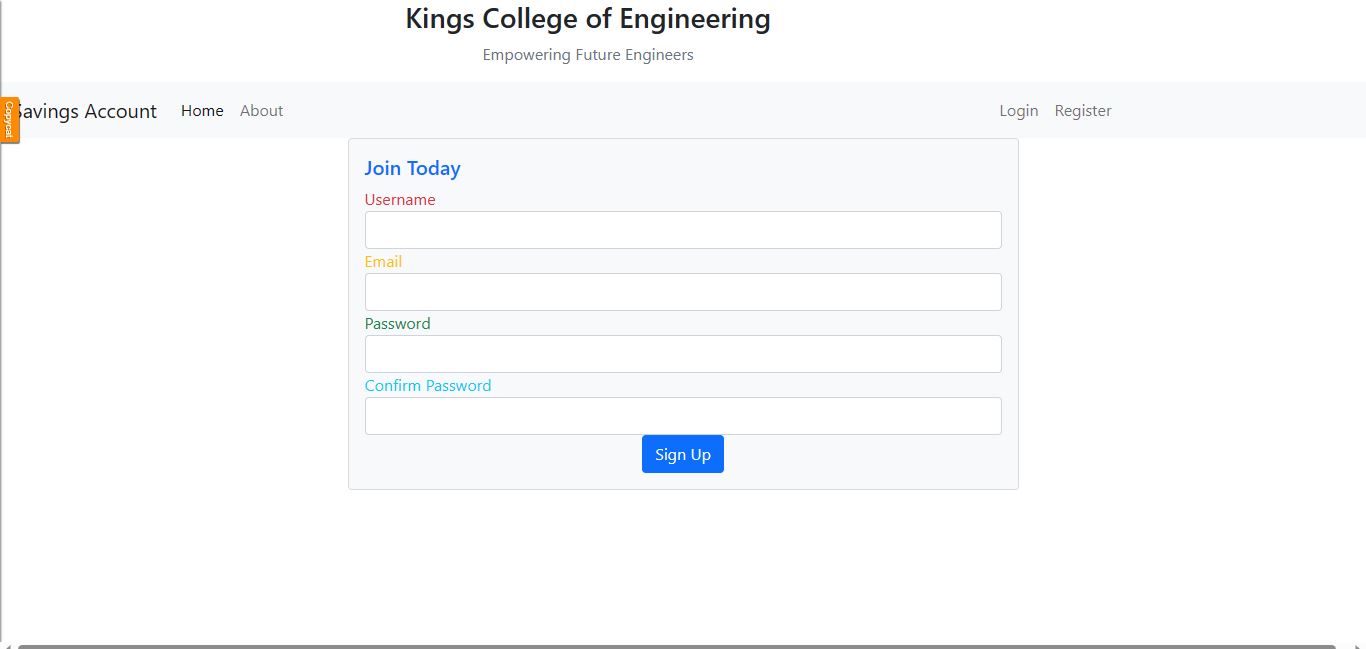 Kings College of Engineering
Empowering Future Engineers
Savings Account Home About Login Register
Copycat
Join Today
Username
Email
Password
Confirm Password
Sign Up